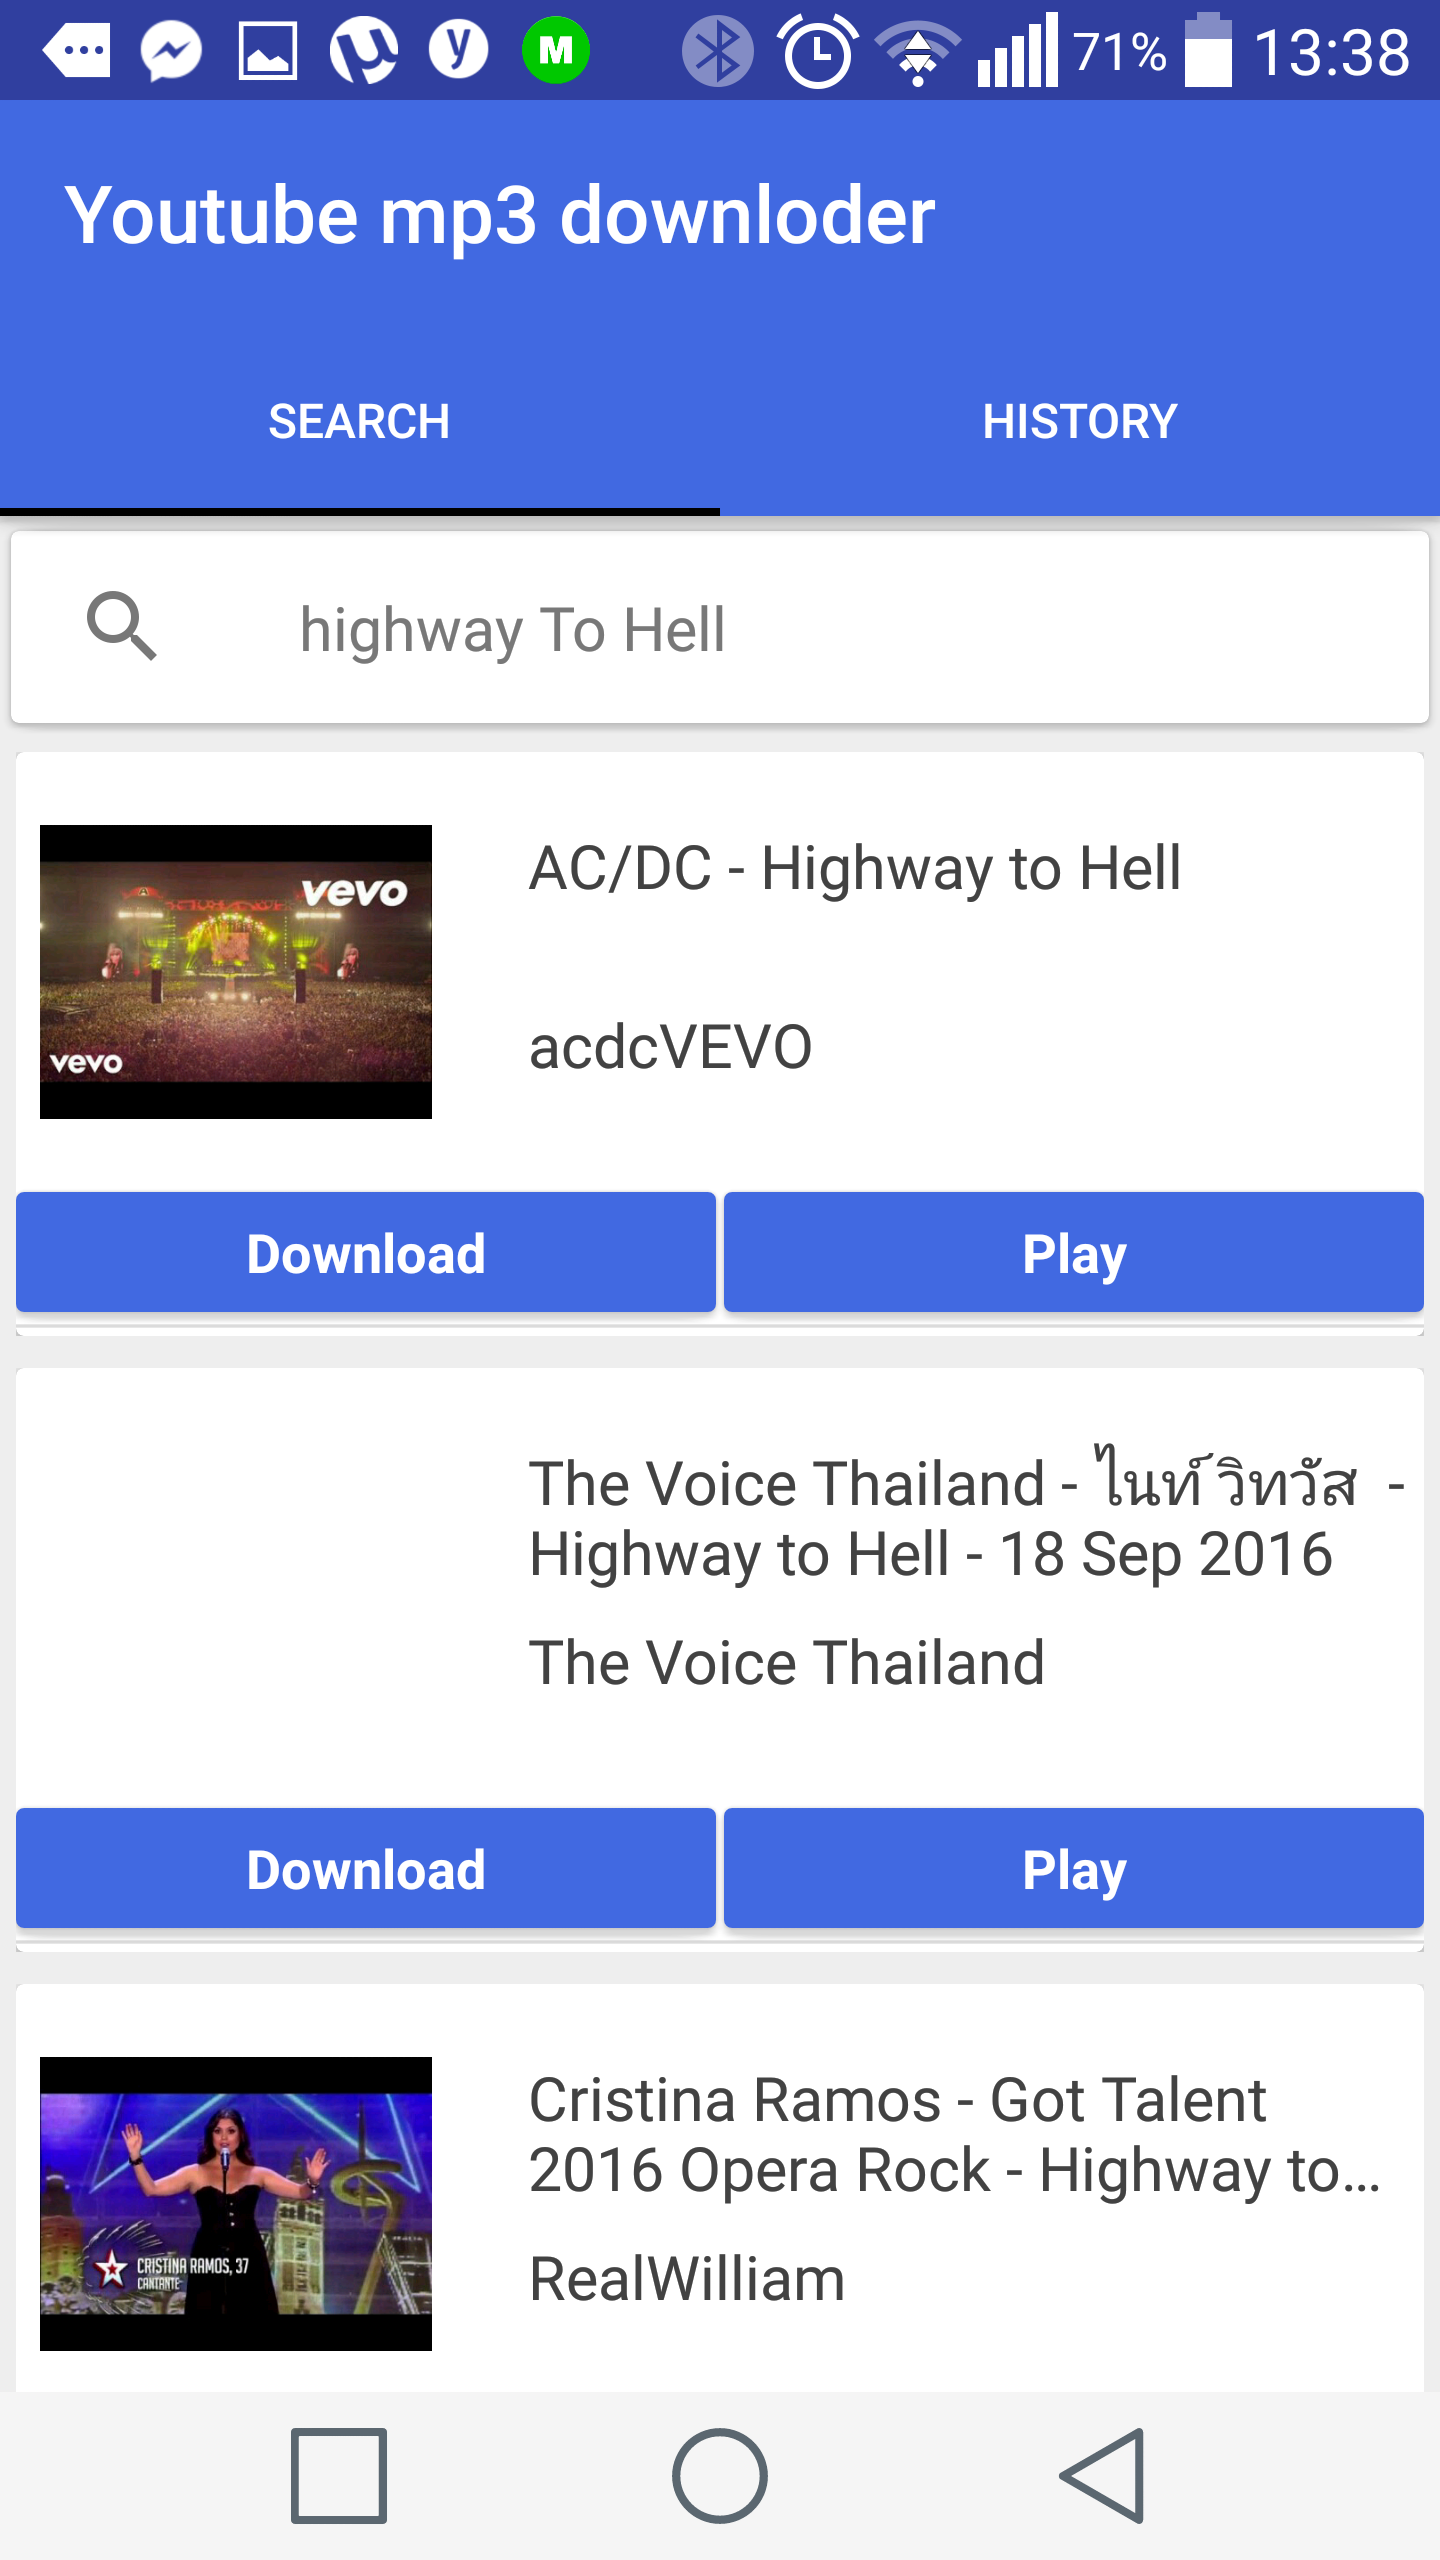 71% 13:38
Youtube mp3 downloder
SEARCH HISTORY
highway To Hell
vevo
vevo
AC/DC - Highway to Hell
acdcVEVO
Download Play
The Voice Thailand - ไนท์ วิทวัส -
Highway to Hell - 18 Sep 2016
The Voice Thailand
Download Play
CRISTINA RAMOS, 37
CANTANTE
Cristina Ramos - Got Talent
2016 Opera Rock - Highway to...
RealWilliam